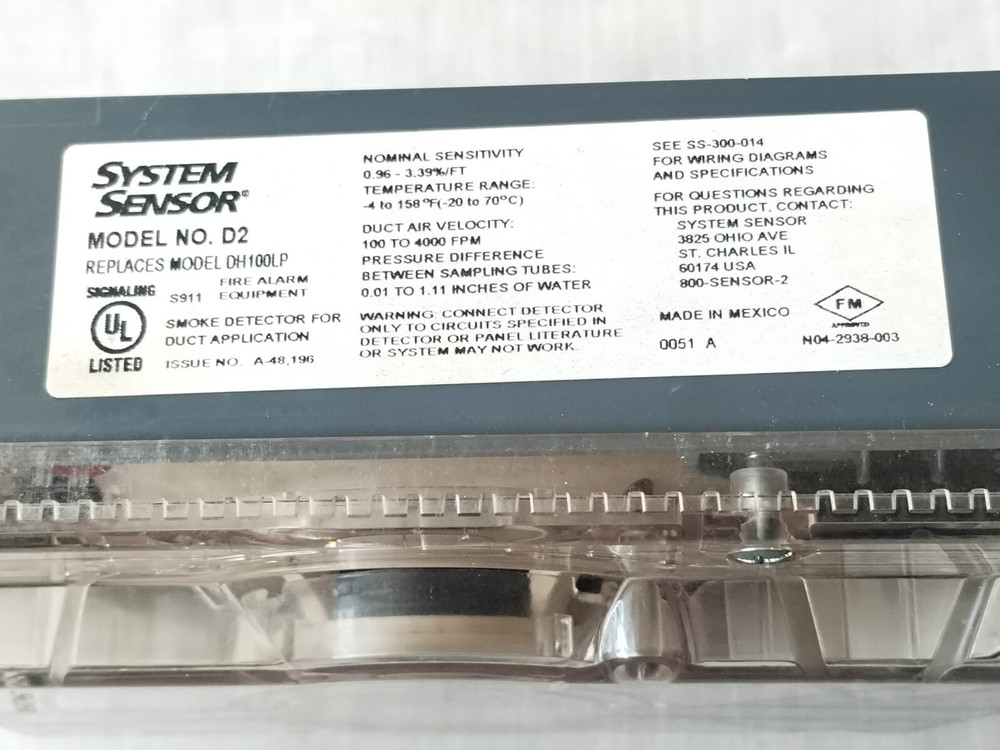 SYSTEM
SENSOR®
MODEL NO. D2
REPLACES MODEL DH100LP
SIGNALING
UL
LISTED
S911
FIRE ALARM
EQUIPMENT
SMOKE DETECTOR FOR
DUCT APPLICATION
ISSUE NO. A-48,196
NOMINAL SENSITIVITY
0.96 - 3.39%/FT
TEMPERATURE RANGE:
-4 to 158°F(-20 to 70°C)
DUCT AIR VELOCITY:
100 TO 4000 FPM
PRESSURE DIFFERENCE
BETWEEN SAMPLING TUBES:
0.01 TO 1.11 INCHES OF WATER
WARNING: CONNECT DETECTOR
ONLY TO CIRCUITS SPECIFIED IN
DETECTOR OR PANEL LITERATURE
OR SYSTEM MAY NOT WORK.
SEE SS-300-014
FOR WIRING DIAGRAMS
AND SPECIFICATIONS
FOR QUESTIONS REGARDING
THIS PRODUCT, CONTACT:
SYSTEM SENSOR
3825 OHIO AVE
ST. CHARLES IL
60174 USA
800-SENSOR-2
MADE IN MEXICO
0051 A
FM
APPROVED
N04-2938-003